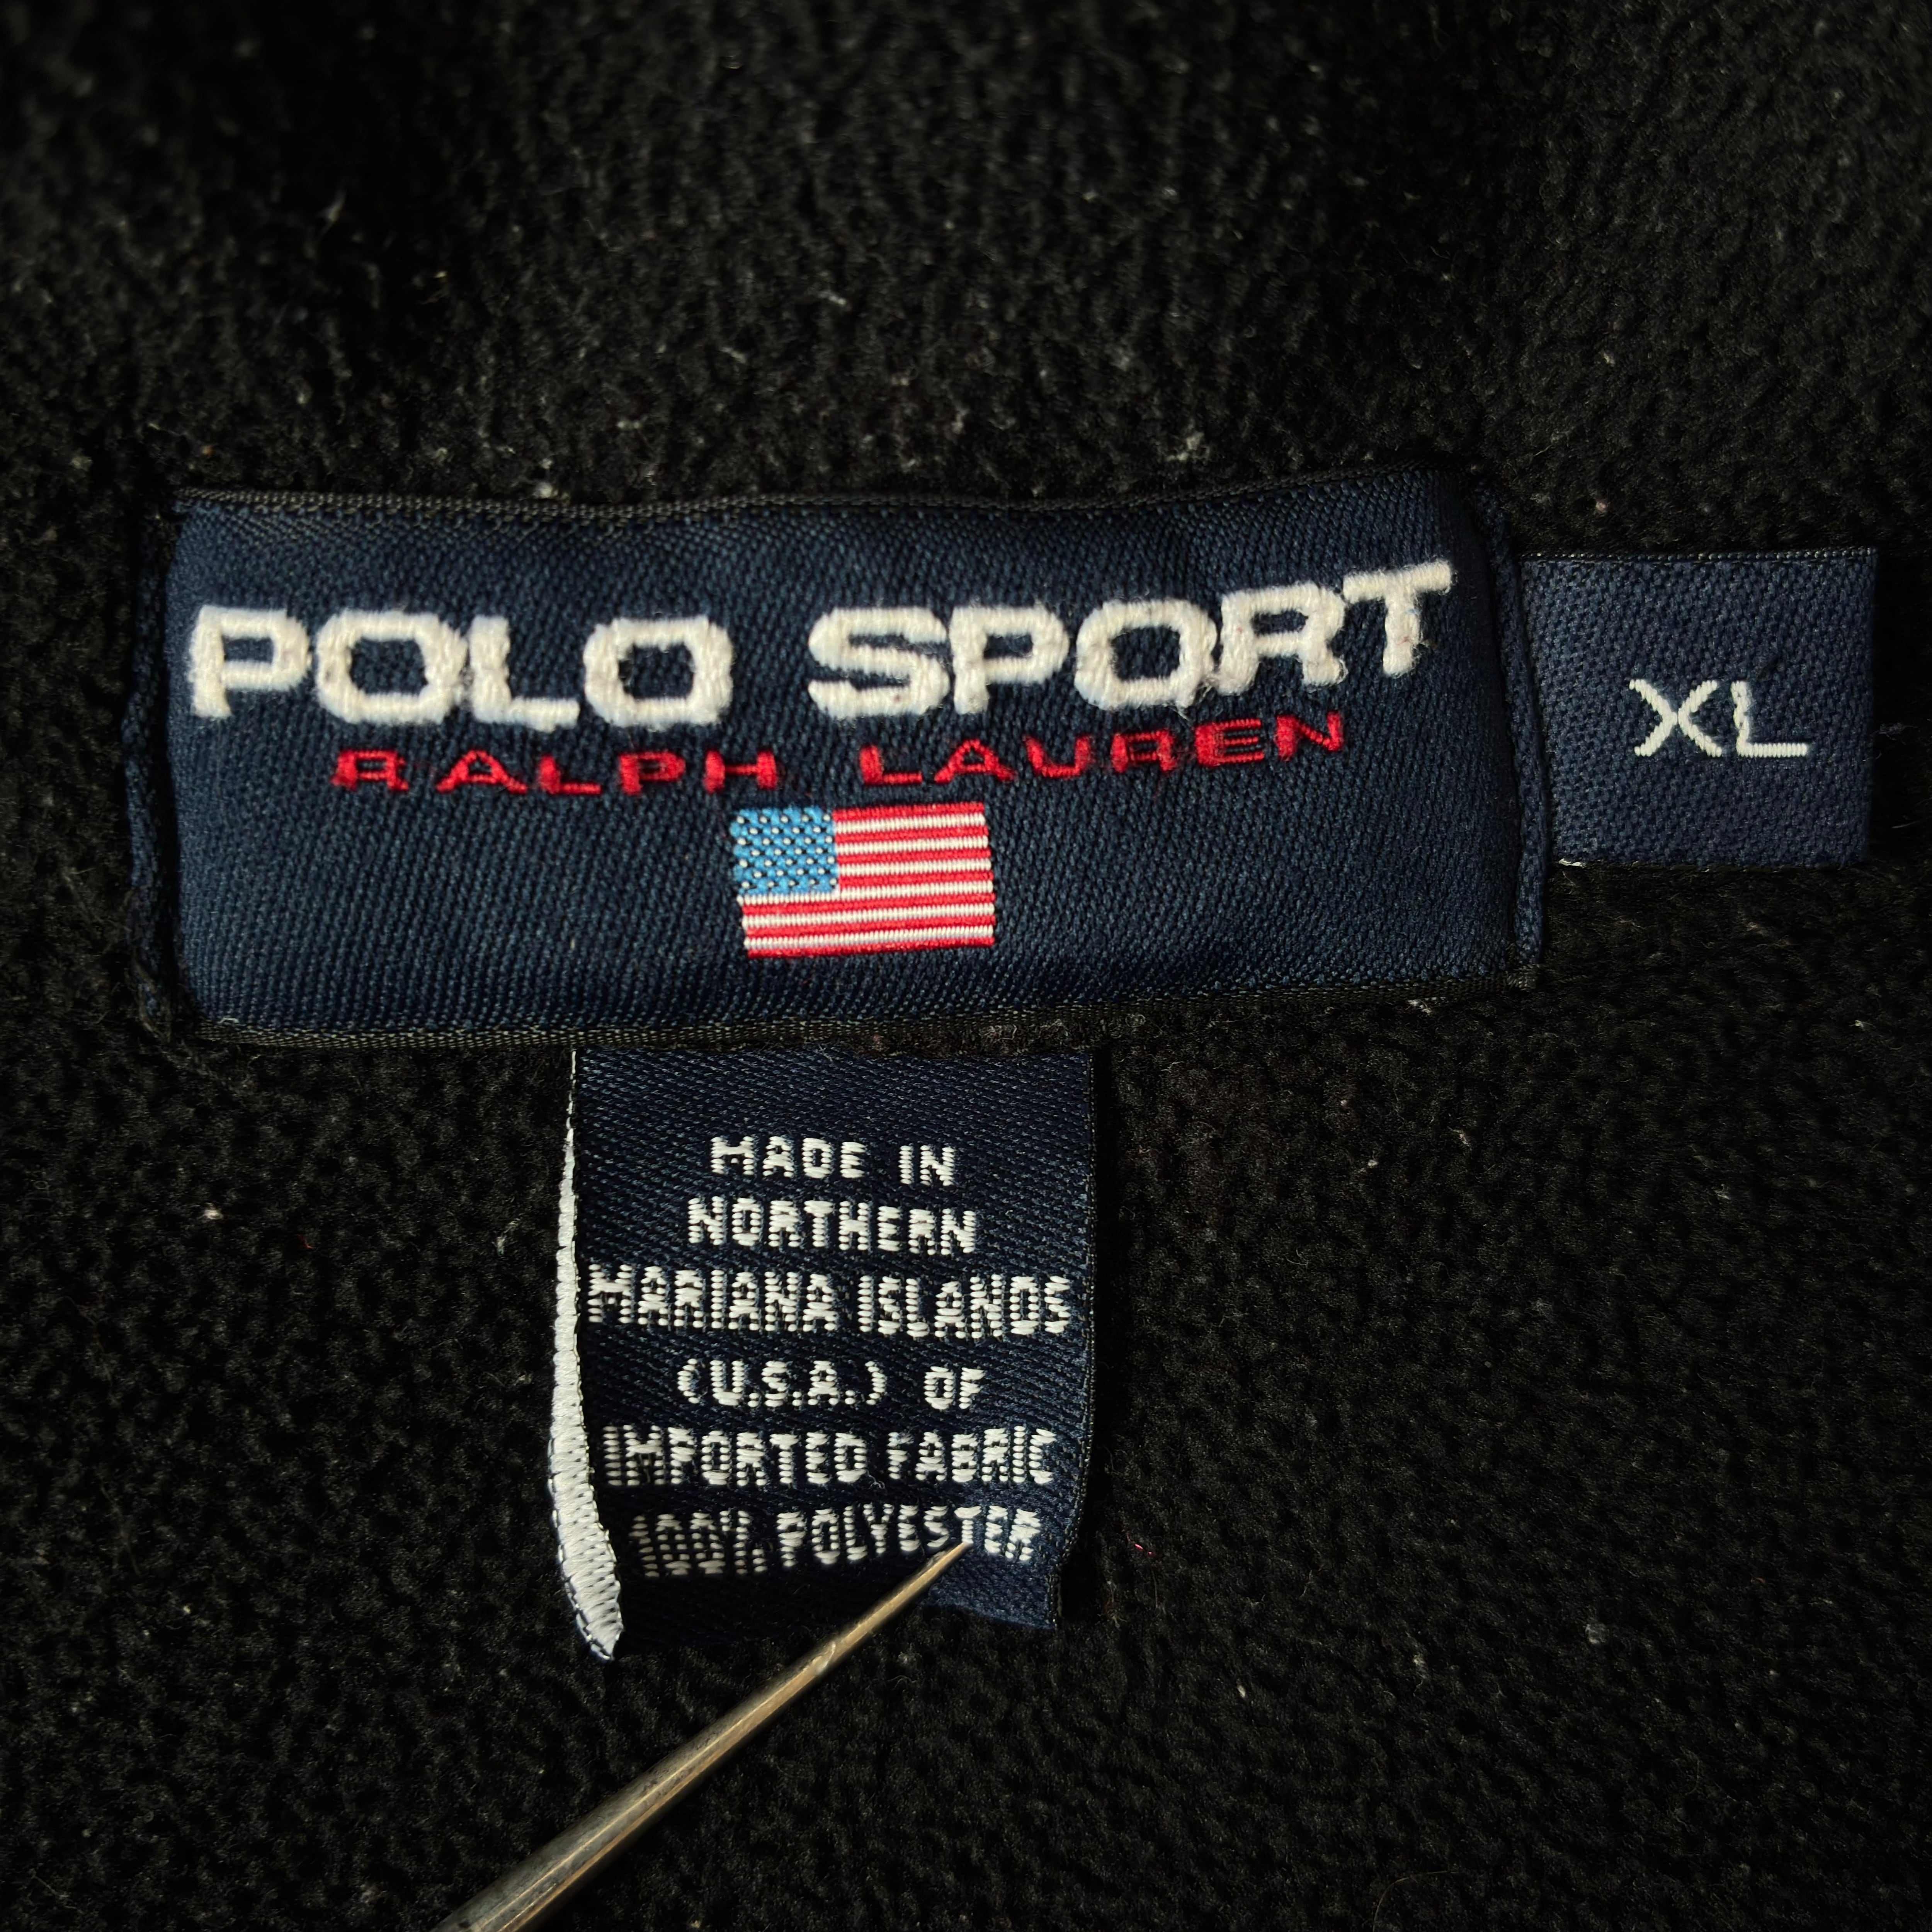 POLO SPORT
RALPH LAUREN
XL
MADE IN
NORTHERN
MARIANA ISLANDS
(U.S.A.) OF
IMPORTED FABRIC
100% POLYESTER